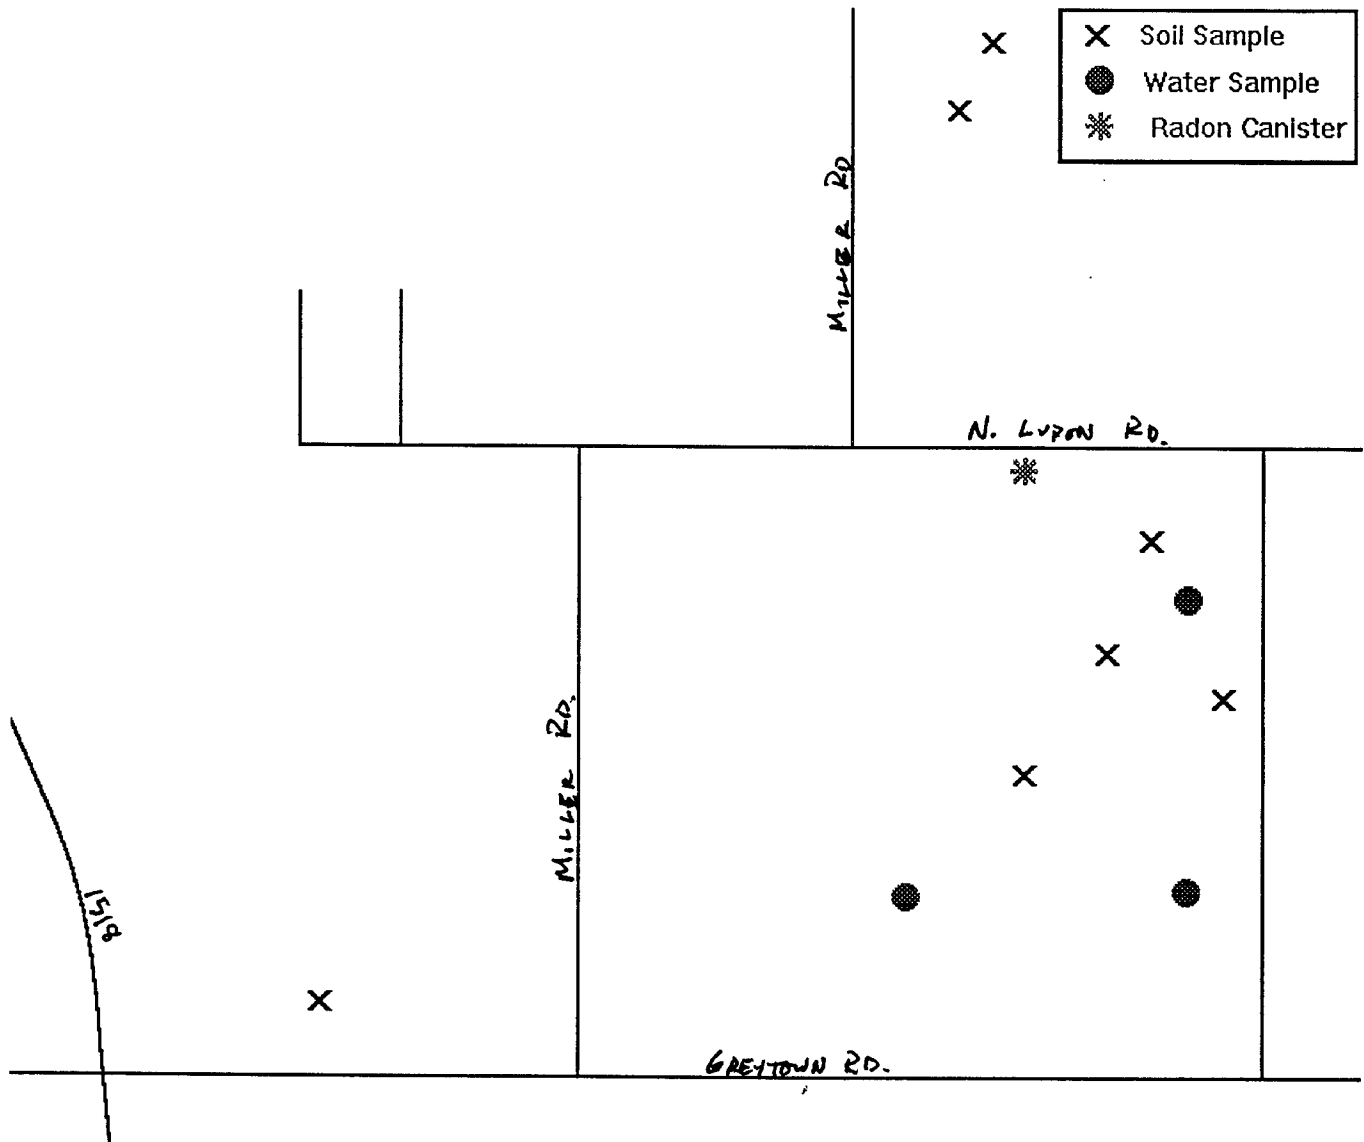 Soil Sample
Water Sample
Radon Canister
MILLER RD
N. LUPON RD.
MILLER RD.
1518
GREYTOWN RD.